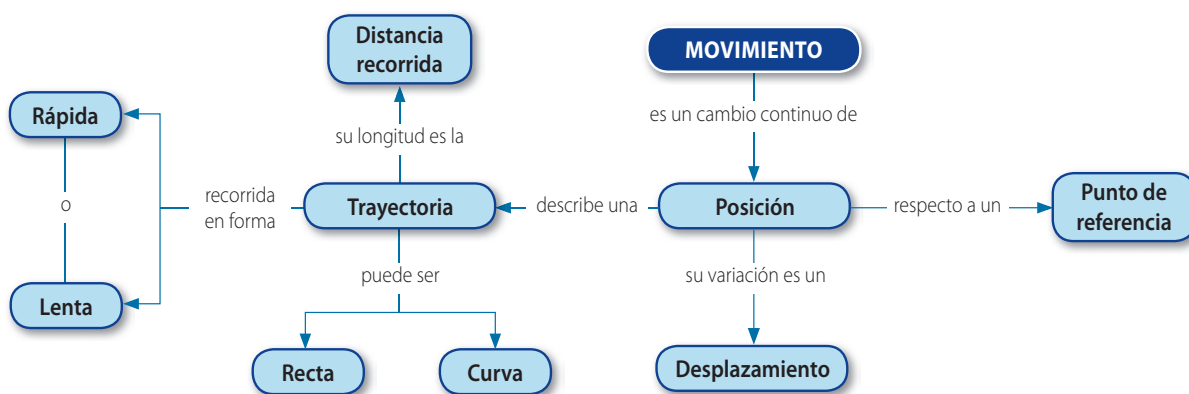 MOVIMIENTO
es un cambio continuo de
Posición
respecto a un
Punto de
referencia
su variación es un
Desplazamiento
describe una
Trayectoria
su longitud es la
Distancia
recorrida
puede ser
Recta
Curva
recorrida
en forma
Rápida
o
Lenta